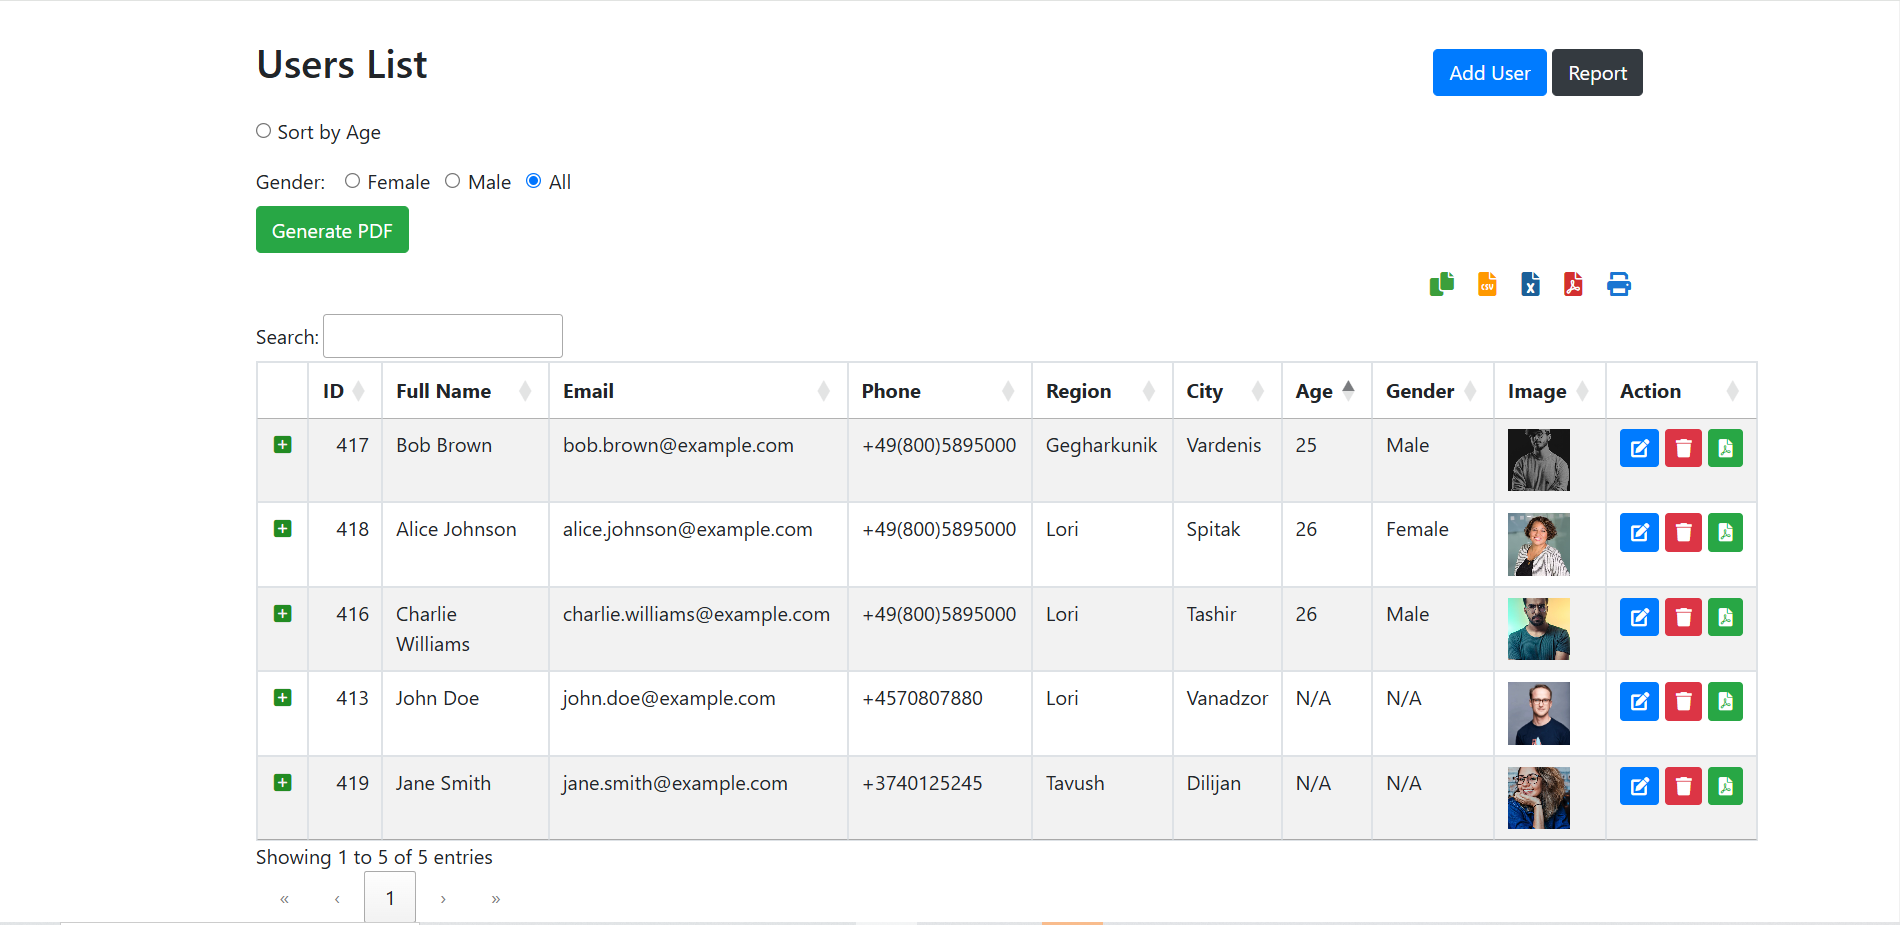 Users List
Add User
Report
Sort by Age
Gender: Female Male All
Generate PDF
CSV
X
Search:
ID Full Name Email Phone Region City Age Gender Image Action
417 Bob Brown bob.brown@example.com +49(800)5895000 Gegharkunik Vardenis 25 Male
418 Alice Johnson alice.johnson@example.com +49(800)5895000 Lori Spitak 26 Female
416 Charlie Williams charlie.williams@example.com +49(800)5895000 Lori Tashir 26 Male
413 John Doe john.doe@example.com +4570807880 Lori Vanadzor N/A N/A
419 Jane Smith jane.smith@example.com +3740125245 Tavush Dilijan N/A N/A
Showing 1 to 5 of 5 entries
« ‹ 1 › »